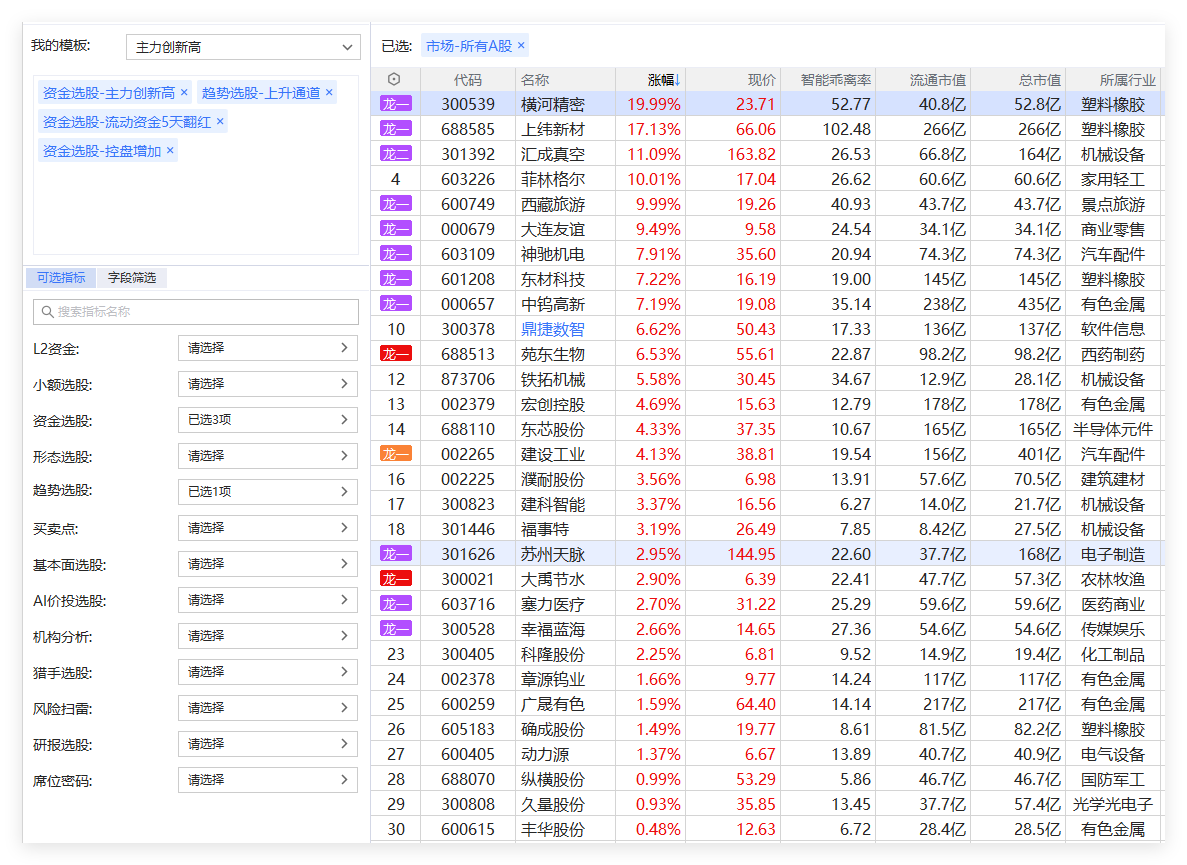 我的模板: 主力创新高
资金选股-主力创新高 × 趋势选股-上升通道 ×
资金选股-流动资金5天翻红 ×
资金选股-控盘增加 ×
可选指标 字段筛选
搜索指标名称
L2资金: 请选择
小额选股: 请选择
资金选股: 已选3项
形态选股: 请选择
趋势选股: 已选1项
买卖点: 请选择
基本面选股: 请选择
AI价投选股: 请选择
机构分析: 请选择
猎手选股: 请选择
风险扫雷: 请选择
研报选股: 请选择
席位密码: 请选择
已选: 市场-所有A股 ×
代码 名称 涨幅↓ 现价 智能乖离率 流通市值 总市值 所属行业
龙一 300539 横河精密 19.99% 23.71 52.77 40.8亿 52.8亿 塑料橡胶
龙一 688585 上纬新材 17.13% 66.06 102.48 266亿 266亿 塑料橡胶
龙二 301392 汇成真空 11.09% 163.82 26.53 66.8亿 164亿 机械设备
4 603226 菲林格尔 10.01% 17.04 26.62 60.6亿 60.6亿 家用轻工
龙一 600749 西藏旅游 9.99% 19.26 40.93 43.7亿 43.7亿 景点旅游
龙一 000679 大连友谊 9.49% 9.58 24.54 34.1亿 34.1亿 商业零售
龙一 603109 神驰机电 7.91% 35.60 20.94 74.3亿 74.3亿 汽车配件
龙一 601208 东材科技 7.22% 16.19 19.00 145亿 145亿 塑料橡胶
龙一 000657 中钨高新 7.19% 19.08 35.14 238亿 435亿 有色金属
10 300378 鼎捷数智 6.62% 50.43 17.33 136亿 137亿 软件信息
龙一 688513 苑东生物 6.53% 55.61 22.87 98.2亿 98.2亿 西药制药
12 873706 铁拓机械 5.58% 30.45 34.67 12.9亿 28.1亿 机械设备
13 002379 宏创控股 4.69% 15.63 12.79 178亿 178亿 有色金属
14 688110 东芯股份 4.33% 37.35 10.67 165亿 165亿 半导体元件
龙一 002265 建设工业 4.13% 38.81 19.54 156亿 401亿 汽车配件
16 002225 濮耐股份 3.56% 6.98 13.91 57.6亿 70.5亿 建筑建材
17 300823 建科智能 3.37% 16.56 6.27 14.0亿 21.7亿 机械设备
18 301446 福事特 3.19% 26.49 7.85 8.42亿 27.5亿 机械设备
龙一 301626 苏州天脉 2.95% 144.95 22.60 37.7亿 168亿 电子制造
龙一 300021 大禹节水 2.90% 6.39 22.41 47.7亿 57.3亿 农林牧渔
龙一 603716 塞力医疗 2.70% 31.22 25.29 59.6亿 59.6亿 医药商业
龙一 300528 幸福蓝海 2.66% 14.65 27.36 54.6亿 54.6亿 传媒娱乐
23 300405 科隆股份 2.25% 6.81 9.52 14.9亿 19.4亿 化工制品
24 002378 章源钨业 1.66% 9.77 14.24 117亿 117亿 有色金属
25 600259 广晟有色 1.59% 64.40 14.14 217亿 217亿 有色金属
26 605183 确成股份 1.49% 19.77 8.61 81.5亿 82.2亿 塑料橡胶
27 600405 动力源 1.37% 6.67 13.89 40.7亿 40.9亿 电气设备
28 688070 纵横股份 0.99% 53.29 5.86 46.7亿 46.7亿 国防军工
29 300808 久量股份 0.93% 35.85 13.45 37.7亿 57.4亿 光学光电子
30 600615 丰华股份 0.48% 12.63 6.72 28.4亿 28.5亿 有色金属